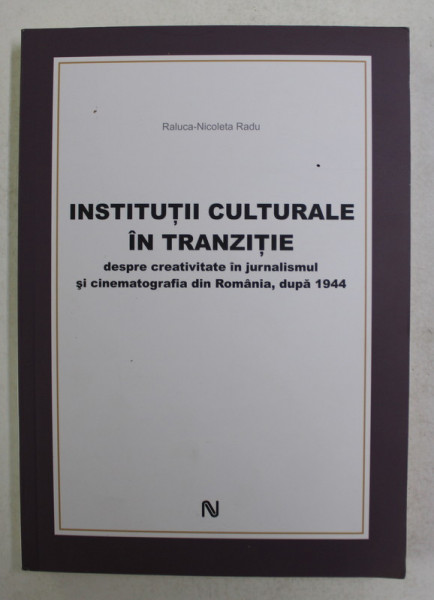 Raluca-Nicoleta Radu
INSTITUȚII CULTURALE
ÎN TRANZIȚIE
despre creativitate în jurnalismul
și cinematografia din România, după 1944
N